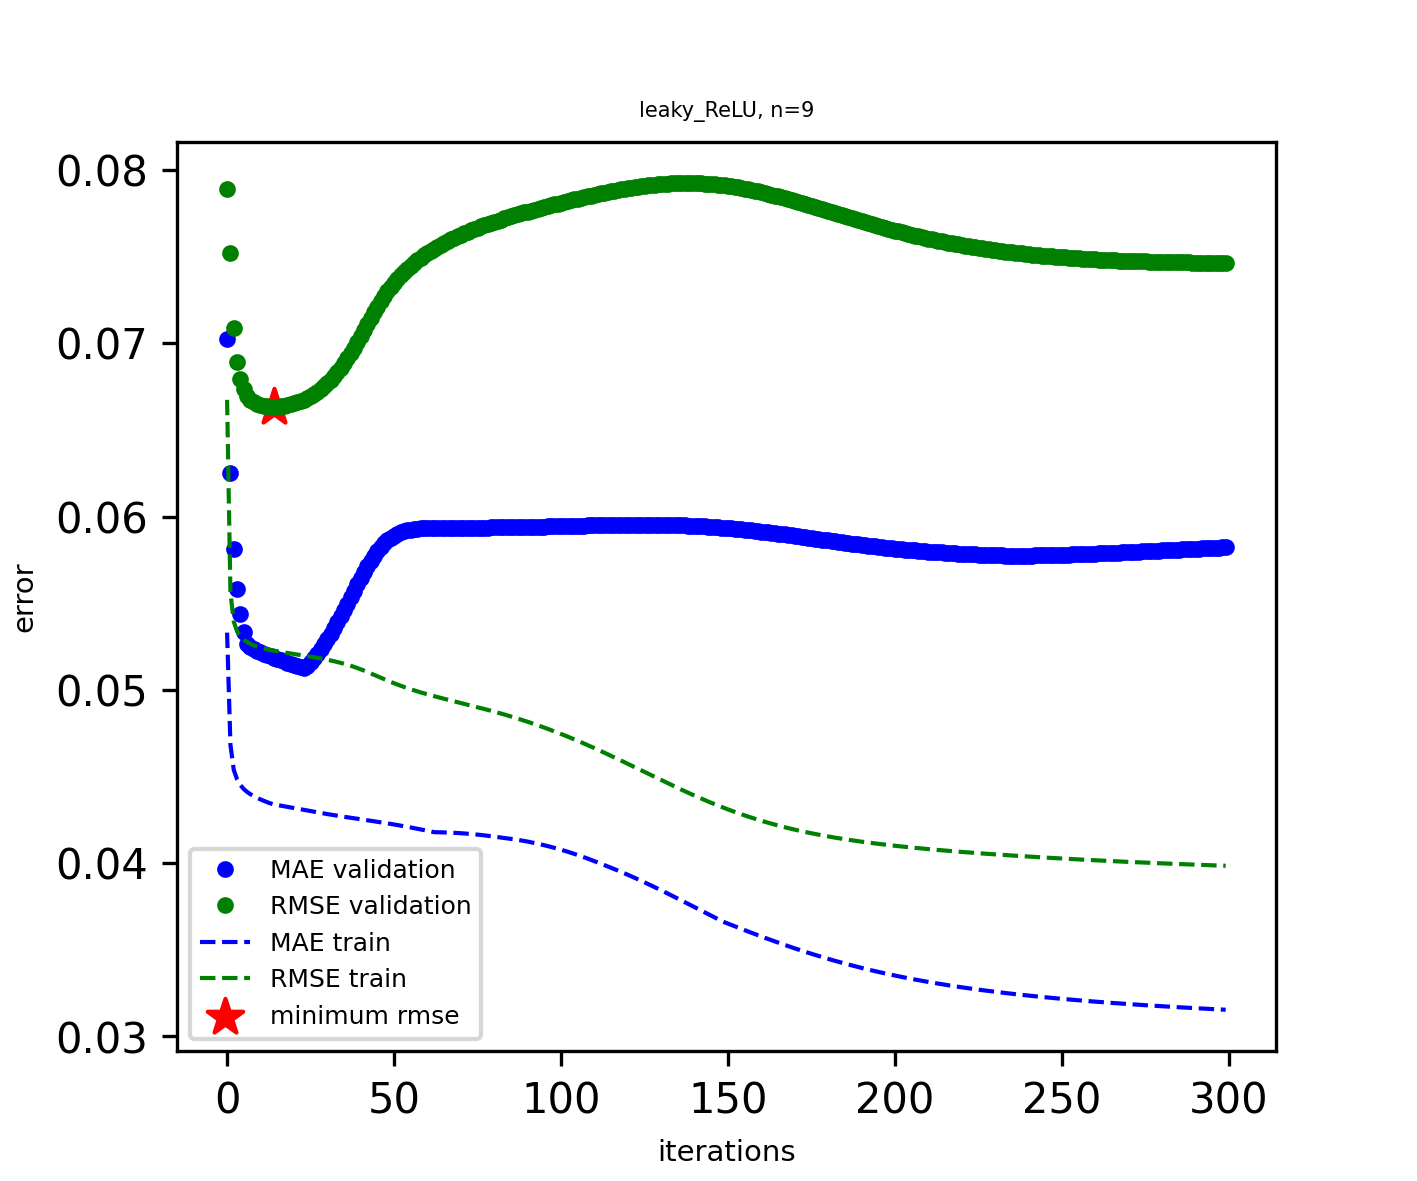 leaky_ReLU, n=9
0.08
0.07
0.06
0.05
0.04
0.03
error
MAE validation
RMSE validation
MAE train
RMSE train
minimum rmse
0 50 100 150 200 250 300
iterations